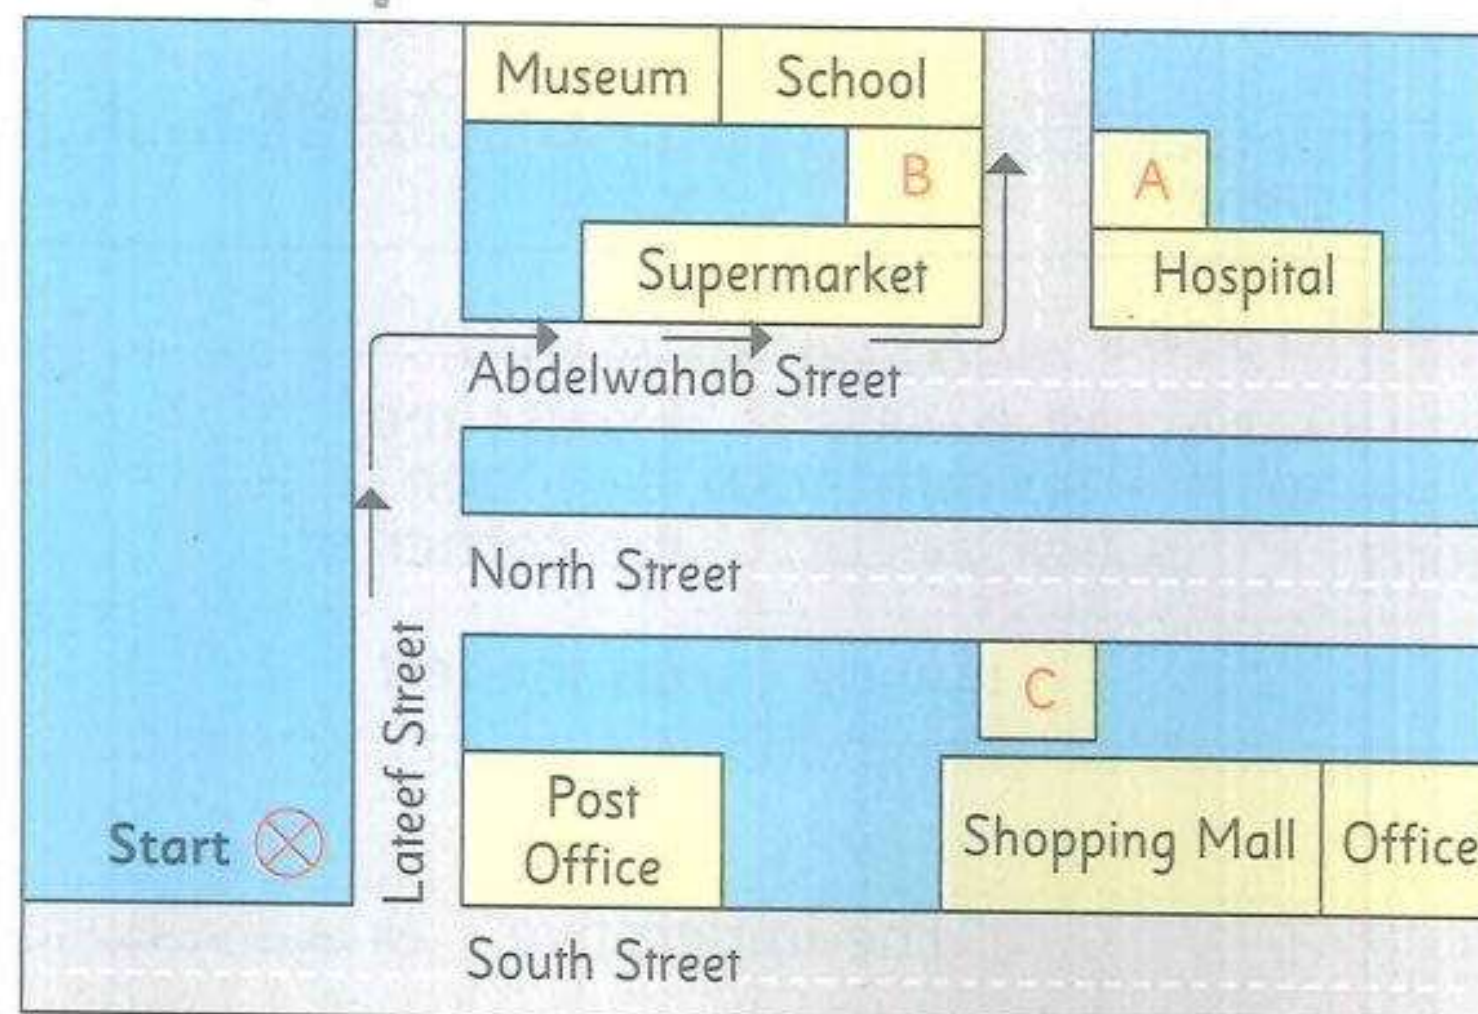 Museum
School
B
A
Supermarket
Hospital
Abdelwahab Street
North Street
C
Lateef Street
Post
Office
Shopping Mall
Office
Start
South Street